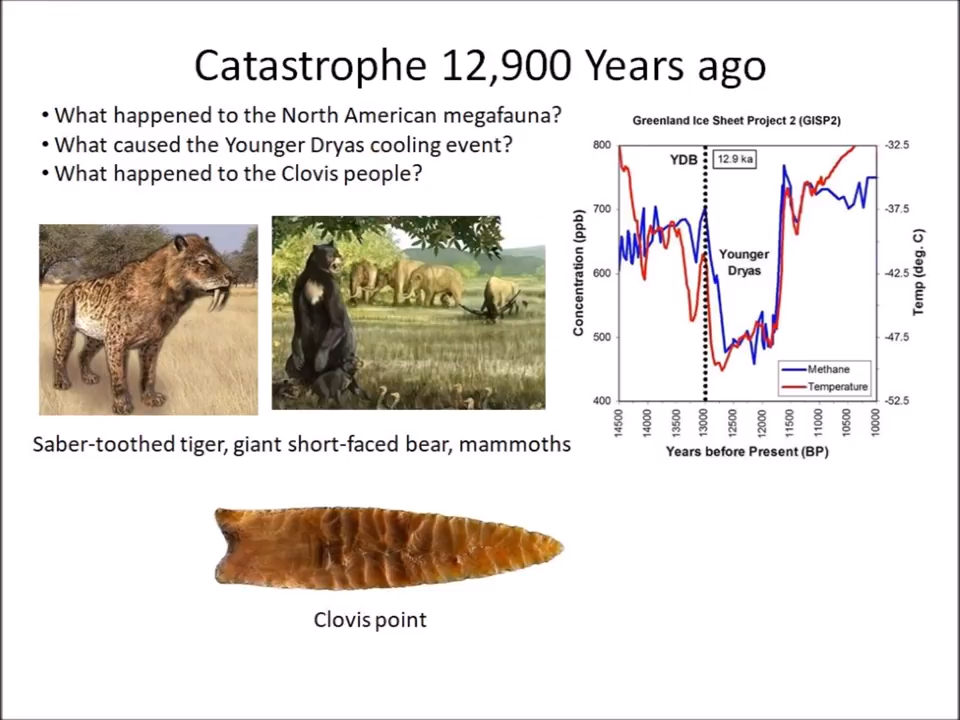 Catastrophe 12,900 Years ago
• What happened to the North American megafauna?
• What caused the Younger Dryas cooling event?
• What happened to the Clovis people?
Greenland Ice Sheet Project 2 (GISP2)
800
700
600
500
400
Concentration (ppb)
YDB
12.9 ka
Younger
Dryas
Methane
Temperature
-32.5
-37.5
-42.5
-47.5
-52.5
Temp (deg. C)
14500
14000
13500
13000
12500
12000
11500
11000
10500
10000
Years before Present (BP)
Saber-toothed tiger, giant short-faced bear, mammoths
Clovis point